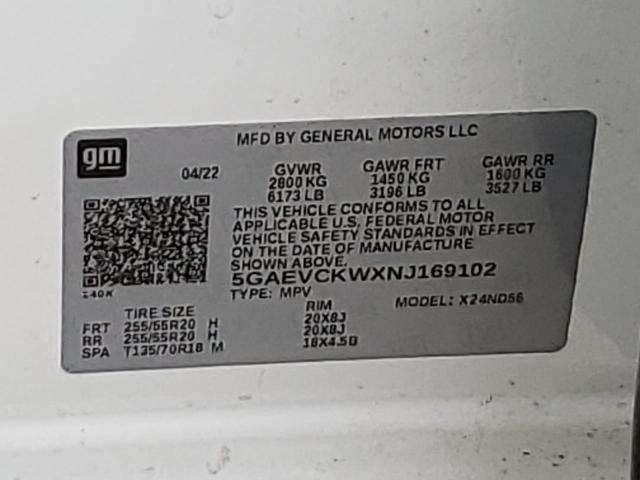 gm
MFD BY GENERAL MOTORS LLC
04/22 GVWR GAWR FRT GAWR RR
2800 KG 1450 KG 1600 KG
6173 LB 3196 LB 3527 LB
THIS VEHICLE CONFORMS TO ALL
APPLICABLE U.S. FEDERAL MOTOR
VEHICLE SAFETY STANDARDS IN EFFECT
ON THE DATE OF MANUFACTURE
SHOWN ABOVE.
5GAEVCKWXNJ169102
TYPE: MPV MODEL: X24ND56
TIRE SIZE RIM
FRT 255/55R20 H 20X8J
RR 255/55R20 H 20X8J
SPA T135/70R18 M 18X4.5B